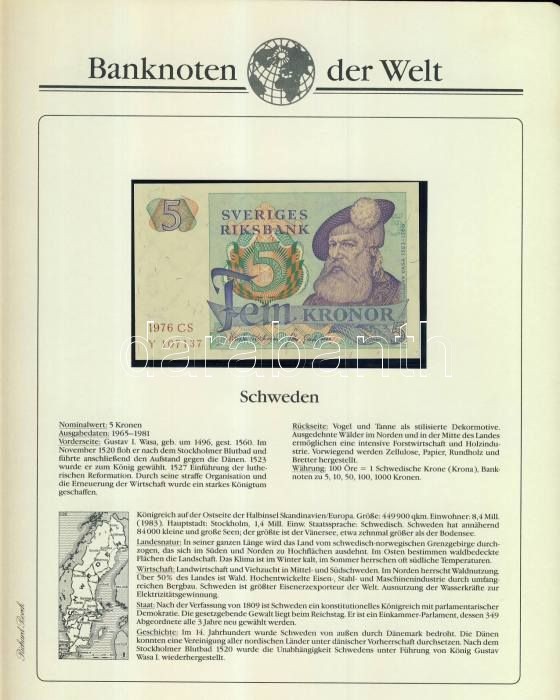 Banknoten der Welt
5
SVERIGES
RIKSBANK
5
Fem KRONOR
1976 CS
Y 107137
5
darabanth
Schweden
Nominalwert: 5 Kronen
Ausgabedaten: 1965–1981
Vorderseite: Gustav I. Wasa, geb. um 1496, gest. 1560. Im
November 1520 floh er nach dem Stockholmer Blutbad und
führte anschließend den Aufstand gegen die Dänen. 1523
wurde er zum König gewählt. 1527 Einführung der luthe-
rischen Reformation. Durch seine straffe Organisation und
die Erneuerung der Wirtschaft wurde ein starkes Königtum
geschaffen.
Rückseite: Vogel und Tanne als stilisierte Dekormotive.
Ausgedehnte Wälder im Norden und in der Mitte des Landes
ermöglichen eine intensive Forstwirtschaft und Holzindu-
strie. Vorwiegend werden Zellulose, Papier, Rundholz und
Bretter hergestellt.
Währung: 100 Öre = 1 Schwedische Krone (Krona), Bank-
noten zu 5, 10, 50, 100, 1000 Kronen.
Königreich auf der Ostseite der Halbinsel Skandinavien/Europa. Größe: 449 900 qkm. Einwohner: 8,4 Mill.
(1983). Hauptstadt: Stockholm, 1,4 Mill. Einw. Staatssprache: Schwedisch. Schweden hat annähernd
84 000 kleine und große Seen; der größte ist der Vänersee, etwa zehnmal größer als der Bodensee.
Landesnatur: In seiner ganzen Länge wird das Land vom schwedisch-norwegischen Grenzgebirge durch-
zogen, das sich im Süden und Norden zu Hochflächen ausdehnt. Im Osten bestimmen waldbedeckte
Flächen die Landschaft. Das Klima ist im Winter kalt, im Sommer herrschen oft südliche Temperaturen.
Wirtschaft: Landwirtschaft und Viehzucht in Mittel- und Südschweden. Im Norden herrscht Waldnutzung.
Über 50% des Landes ist Wald. Hochentwickelte Eisen-, Stahl- und Maschinenindustrie durch umfang-
reichen Bergbau. Schweden ist größter Eisenerzexporteur der Welt. Ausnutzung der Wasserkräfte zur
Elektrizitätsgewinnung.
Staat: Nach der Verfassung von 1809 ist Schweden ein konstitutionelles Königreich mit parlamentarischer
Demokratie. Die gesetzgebende Gewalt liegt beim Reichstag. Er ist ein Einkammer-Parlament, dessen 349
Abgeordnete alle 3 Jahre neu gewählt werden.
Geschichte: Im 14. Jahrhundert wurde Schweden von außen durch Dänemark bedroht. Die Dänen
konnten eine Vereinigung aller nordischen Länder unter dänischer Vorherrschaft durchsetzen. Nach dem
Stockholmer Blutbad 1520 wurde die Unabhängigkeit Schwedens unter Führung von König Gustav
Wasa I. wiederhergestellt.